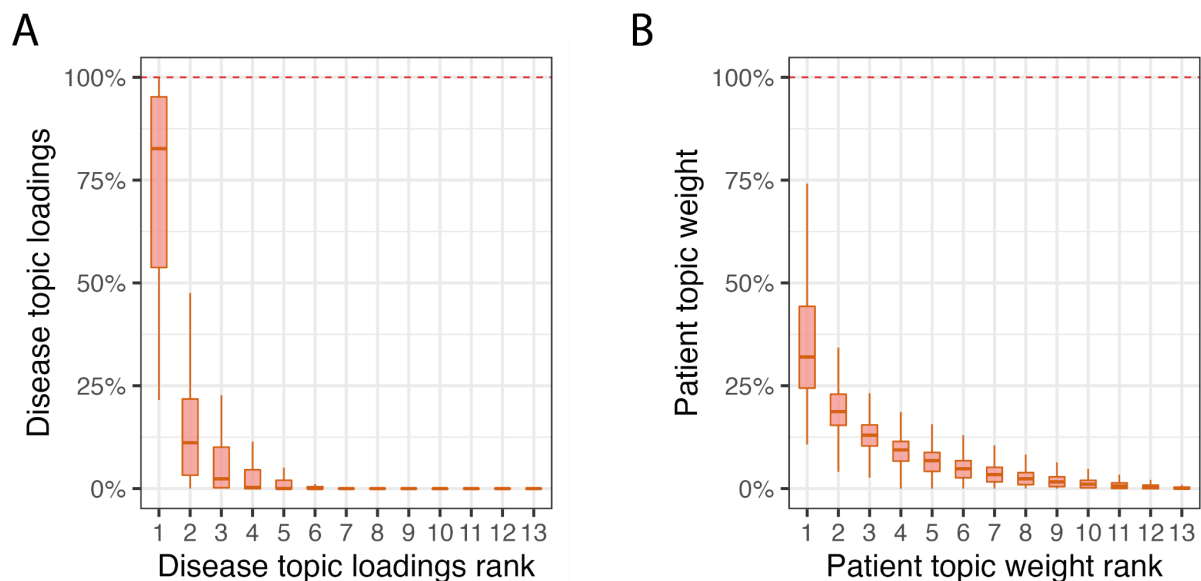 A
Disease topic loadings
100%
75%
50%
25%
0%
1 2 3 4 5 6 7 8 9 10 11 12 13
Disease topic loadings rank
B
Patient topic weight
100%
75%
50%
25%
0%
1 2 3 4 5 6 7 8 9 10 11 12 13
Patient topic weight rank